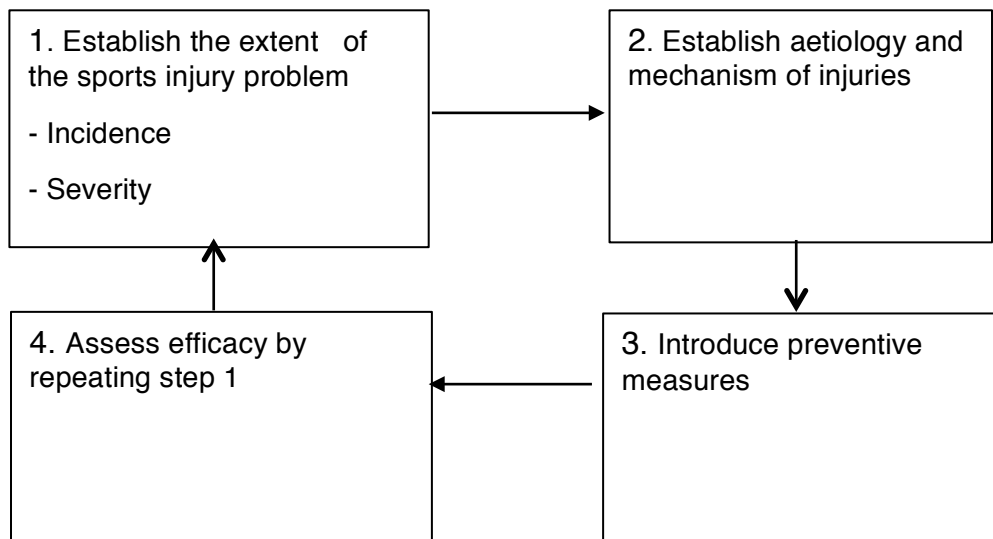 1. Establish the extent of
the sports injury problem
- Incidence
- Severity
2. Establish aetiology and
mechanism of injuries
3. Introduce preventive
measures
4. Assess efficacy by
repeating step 1